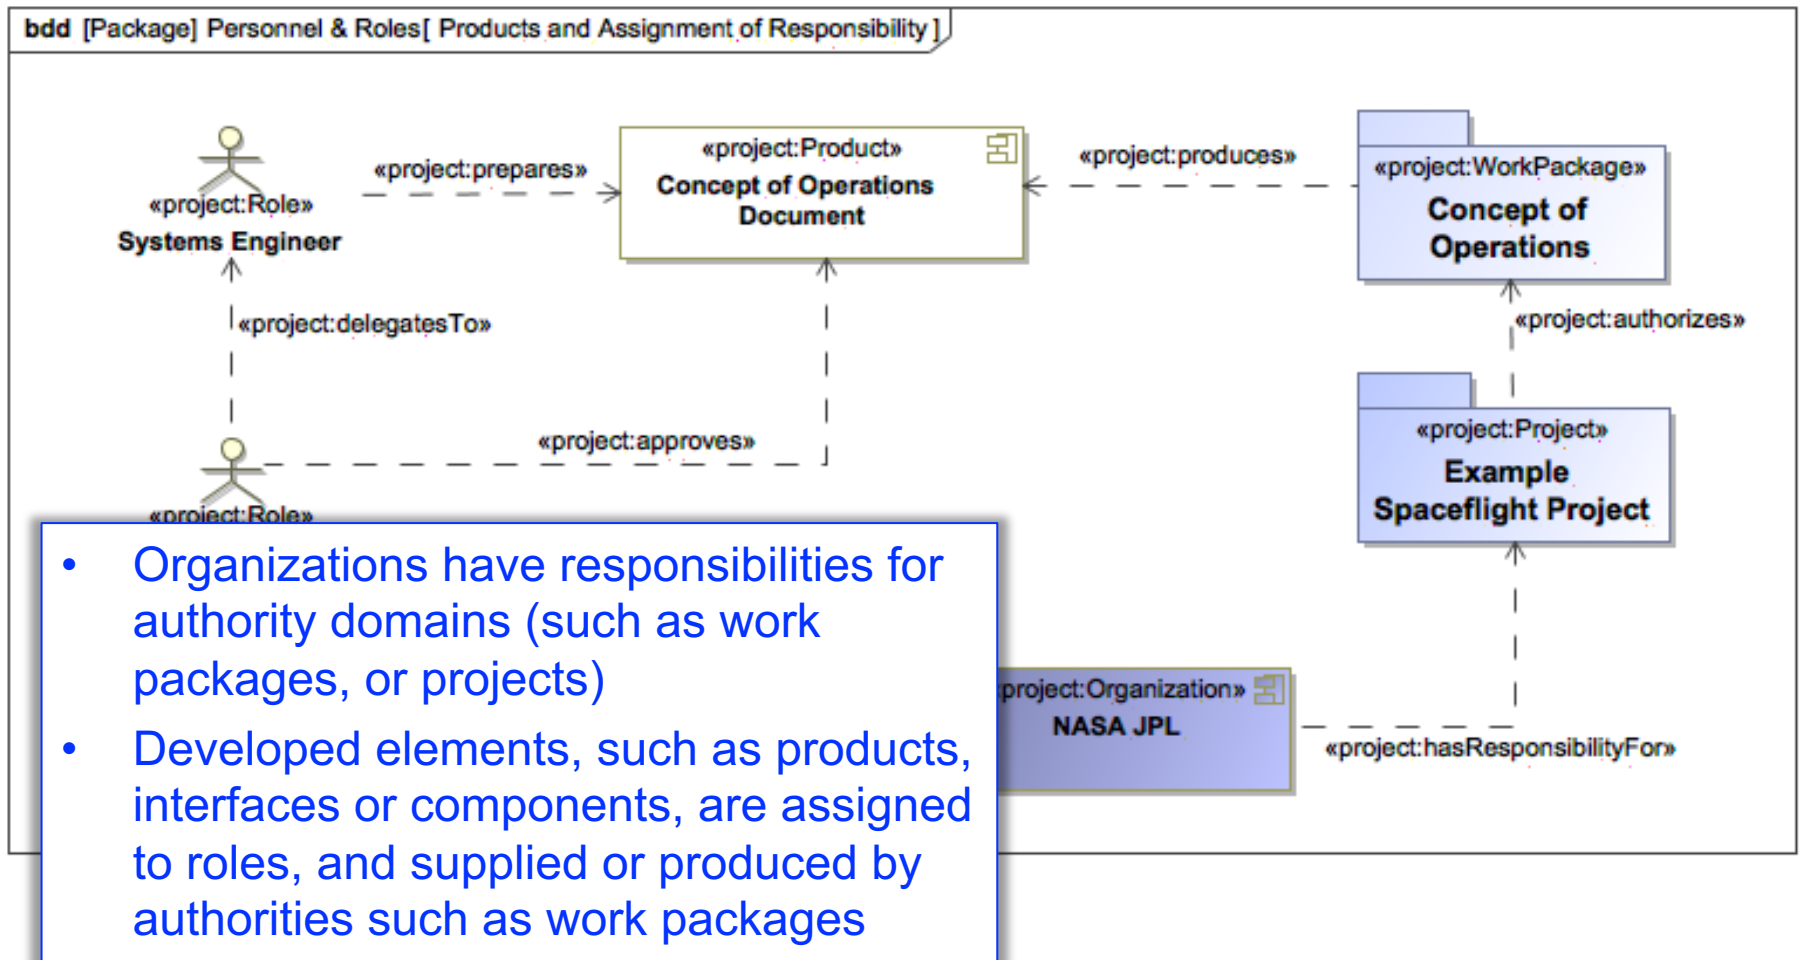 bdd [Package] Personnel & Roles[ Products and Assignment of Responsibility ]
«project:Role»
Systems Engineer
«project:prepares»
«project:Product»
Concept of Operations
Document
«project:produces»
«project:WorkPackage»
Concept of
Operations
«project:delegatesTo»
«project:authorizes»
«project:approves»
«project:Project»
Example
Spaceflight Project
«project:Role»
• Organizations have responsibilities for
authority domains (such as work
packages, or projects)
• Developed elements, such as products,
interfaces or components, are assigned
to roles, and supplied or produced by
authorities such as work packages
project:Organization»
NASA JPL
«project:hasResponsibilityFor»